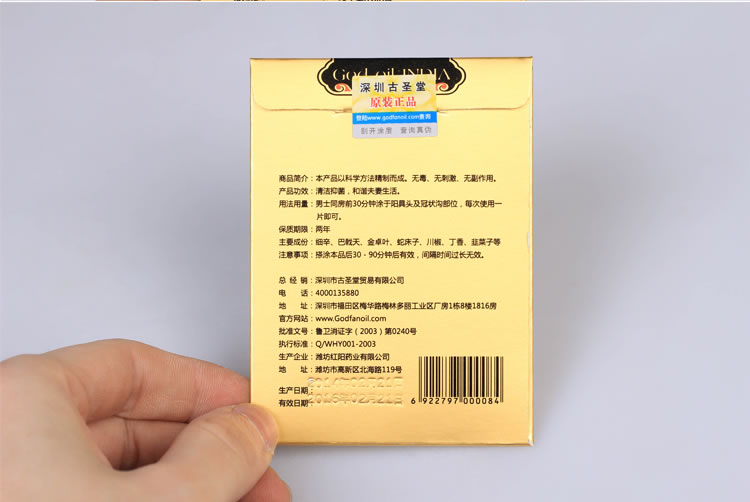 God oil INDIA
深圳古圣堂
原装正品
登陆www.godfanoil.com查询
刮开涂层 查询真伪
商品简介：本产品以科学方法精制而成。无毒、无刺激、无副作用。
产品功效：清洁抑菌，和谐夫妻生活。
用法用量：男士同房前30分钟涂于阳具头及冠状沟部位，每次使用一
片即可。
保质期限：两年
主要成份：细辛、巴戟天、金卓叶、蛇床子、川椒、丁香、韭菜子等
注意事项：搽涂本品后30－90分钟后有效，间隔时间过长无效。
总 经 销：深圳市古圣堂贸易有限公司
电 话：4000135880
地 址：深圳市福田区梅华路梅林多丽工业区厂房1栋8楼1816房
官方网站：www.Godfanoil.com
批准文号：鲁卫消证字（2003）第0240号
执行标准：Q/WHY001-2003
生产企业：潍坊红阳药业有限公司
地 址：潍坊市高新区北海路119号
生产日期：
有效日期：
6 922797 000084